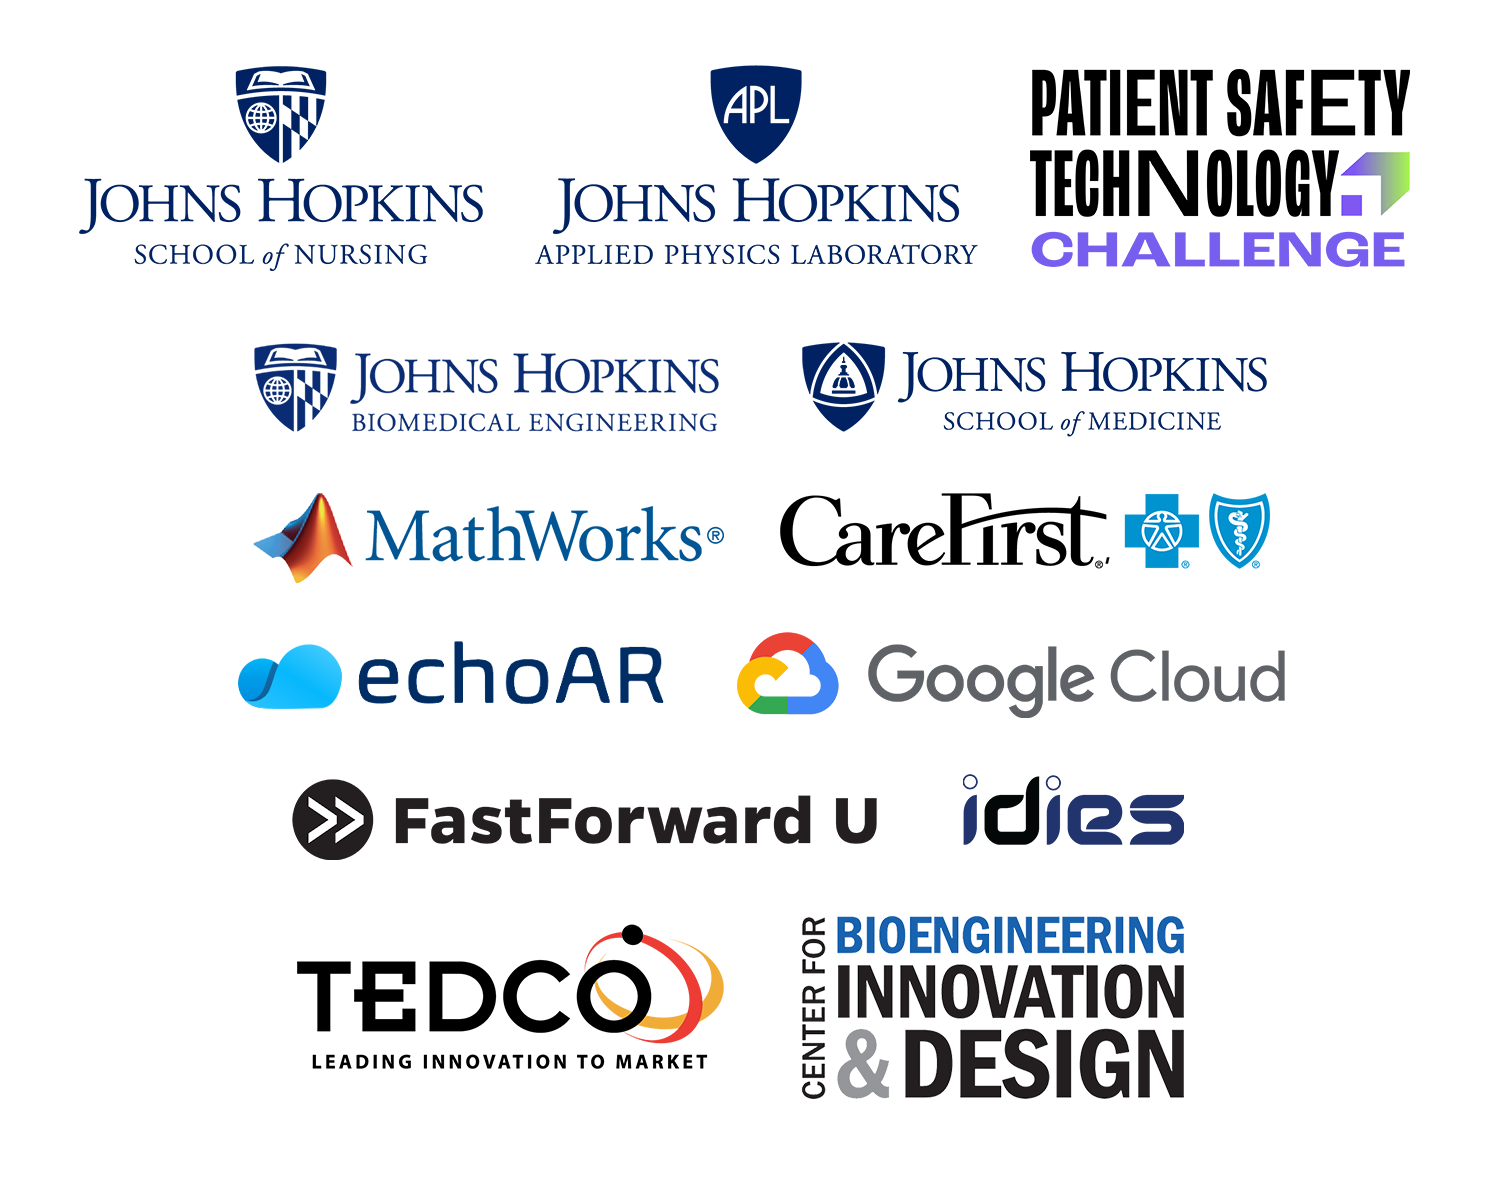 JOHNS HOPKINS
SCHOOL of NURSING
APL
JOHNS HOPKINS
APPLIED PHYSICS LABORATORY
PATIENT SAFETY
TECHNOLOGY
CHALLENGE
JOHNS HOPKINS
BIOMEDICAL ENGINEERING
JOHNS HOPKINS
SCHOOL of MEDICINE
MathWorks®
CareFirst®' ® ®
echoAR
Google Cloud
FastForward U
idies
TEDCO
LEADING INNOVATION TO MARKET
CENTER FOR
BIOENGINEERING
INNOVATION
& DESIGN